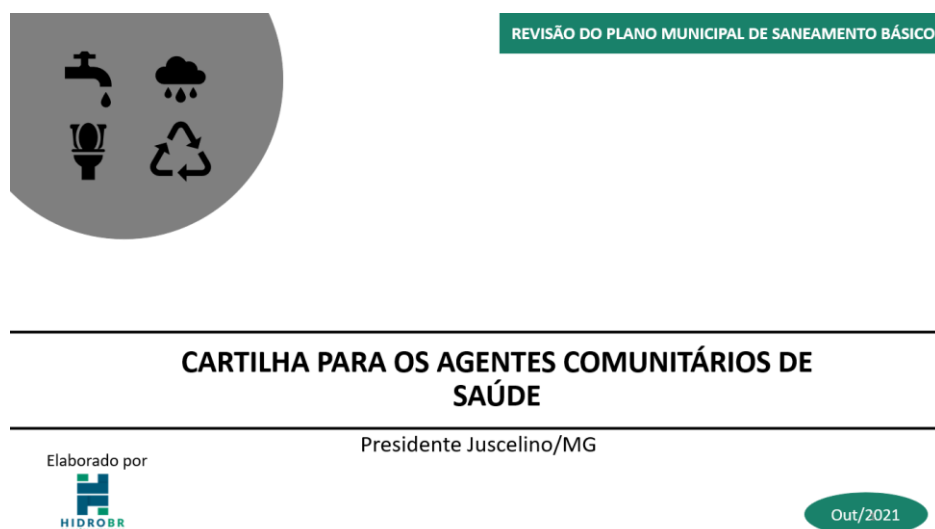 REVISÃO DO PLANO MUNICIPAL DE SANEAMENTO BÁSICO
CARTILHA PARA OS AGENTES COMUNITÁRIOS DE
SAÚDE
Presidente Juscelino/MG
Elaborado por
HIDROBR
Out/2021